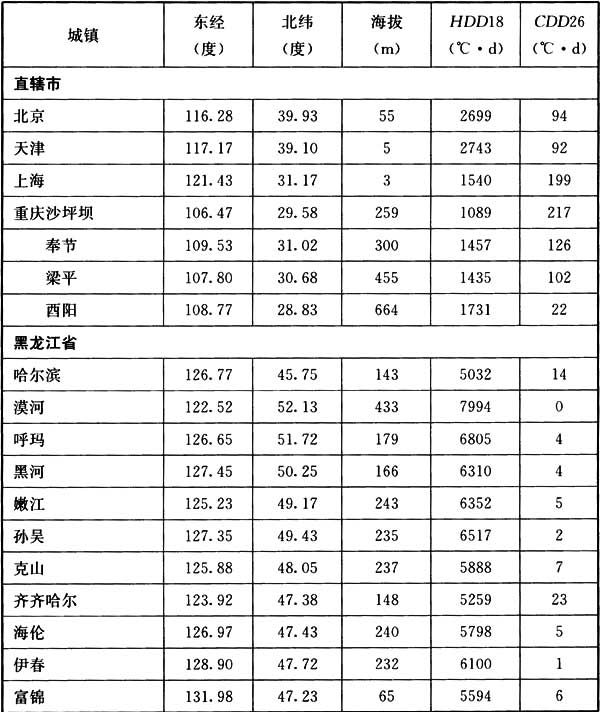 城镇 东经（度） 北纬（度） 海拔（m） HDD18（℃·d） CDD26（℃·d）
直辖市
北京 116.28 39.93 55 2699 94
天津 117.17 39.10 5 2743 92
上海 121.43 31.17 3 1540 199
重庆沙坪坝 106.47 29.58 259 1089 217
奉节 109.53 31.02 300 1457 126
梁平 107.80 30.68 455 1435 102
酉阳 108.77 28.83 664 1731 22
黑龙江省
哈尔滨 126.77 45.75 143 5032 14
漠河 122.52 52.13 433 7994 0
呼玛 126.65 51.72 179 6805 4
黑河 127.45 50.25 166 6310 4
嫩江 125.23 49.17 243 6352 5
孙吴 127.35 49.43 235 6517 2
克山 125.88 48.05 237 5888 7
齐齐哈尔 123.92 47.38 148 5259 23
海伦 126.97 47.43 240 5798 5
伊春 128.90 47.72 232 6100 1
富锦 131.98 47.23 65 5594 6